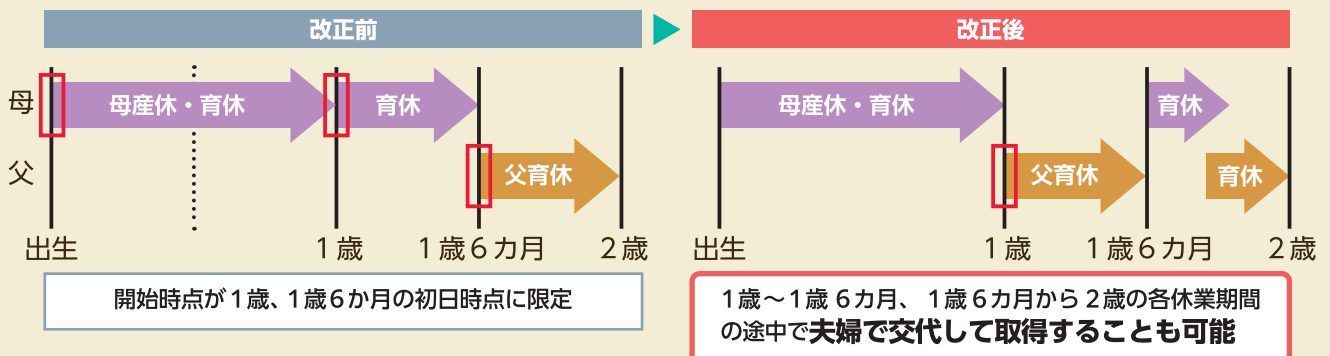 改正前
改正後
母
母産休・育休
育休
父
父育休
出生
1歳
1歳6カ月
2歳
開始時点が1歳、1歳6か月の初日時点に限定
母産休・育休
育休
父育休
育休
出生
1歳
1歳6カ月
2歳
1歳～1歳6カ月、1歳6カ月から2歳の各休業期間
の途中で夫婦で交代して取得することも可能